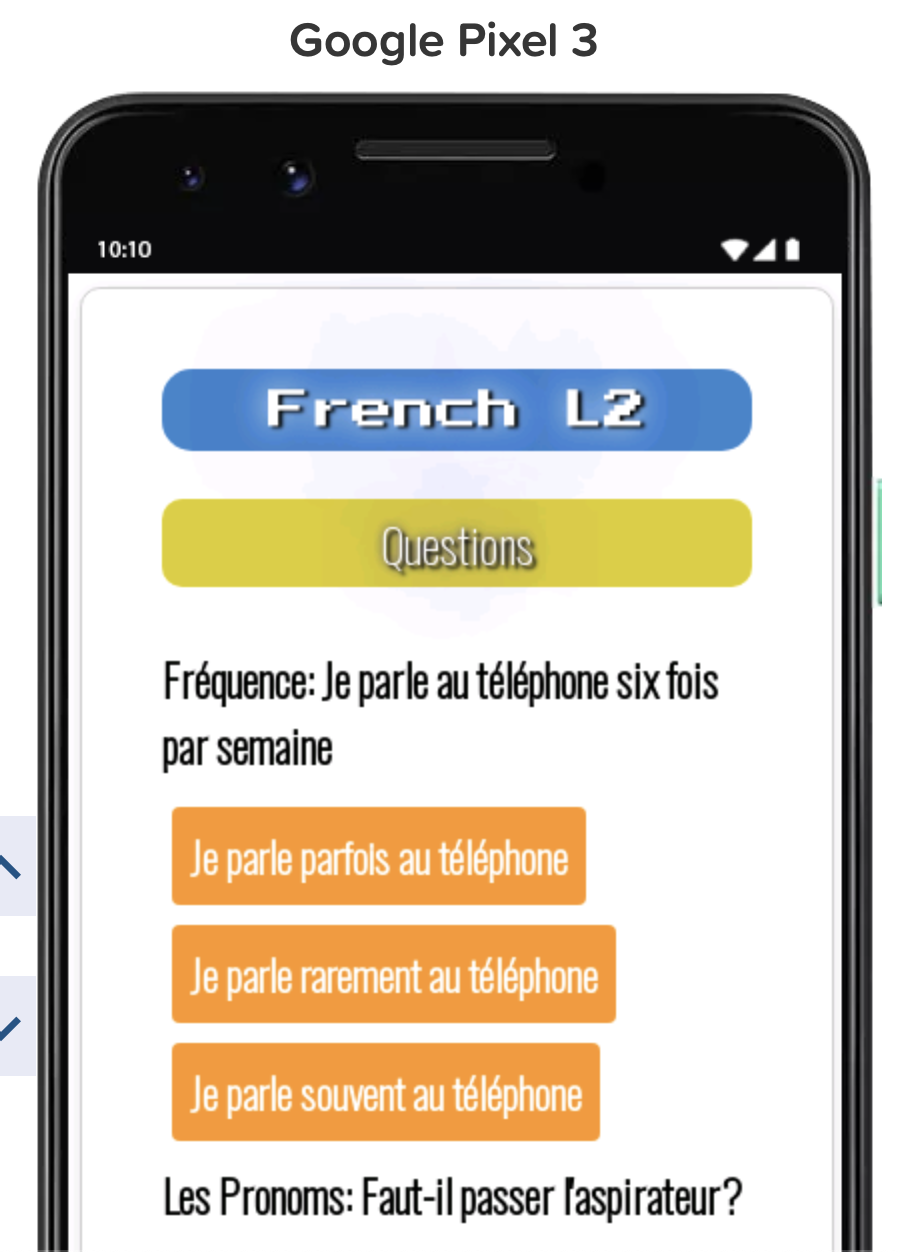 Google Pixel 3
10:10
French L2
Questions
Fréquence: Je parle au téléphone six fois
par semaine
Je parle parfois au téléphone
Je parle rarement au téléphone
Je parle souvent au téléphone
Les Pronoms: Faut-il passer l'aspirateur?